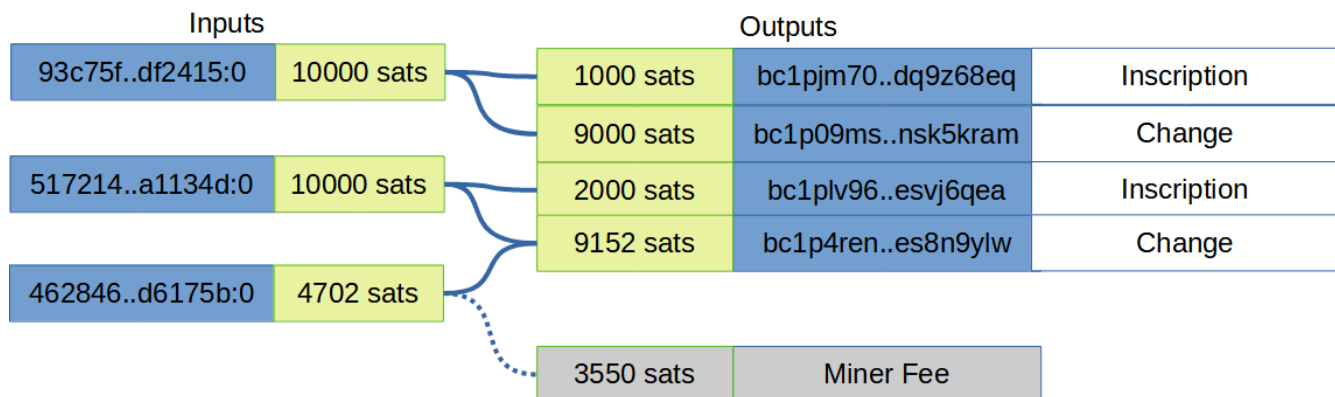 Inputs
Outputs
93c75f..df2415:0 10000 sats
1000 sats bc1pjm70..dq9z68eq Inscription
9000 sats bc1p09ms..nsk5kram Change
517214..a1134d:0 10000 sats
2000 sats bc1plv96..esvj6qea Inscription
9152 sats bc1p4ren..es8n9ylw Change
462846..d6175b:0 4702 sats
3550 sats Miner Fee